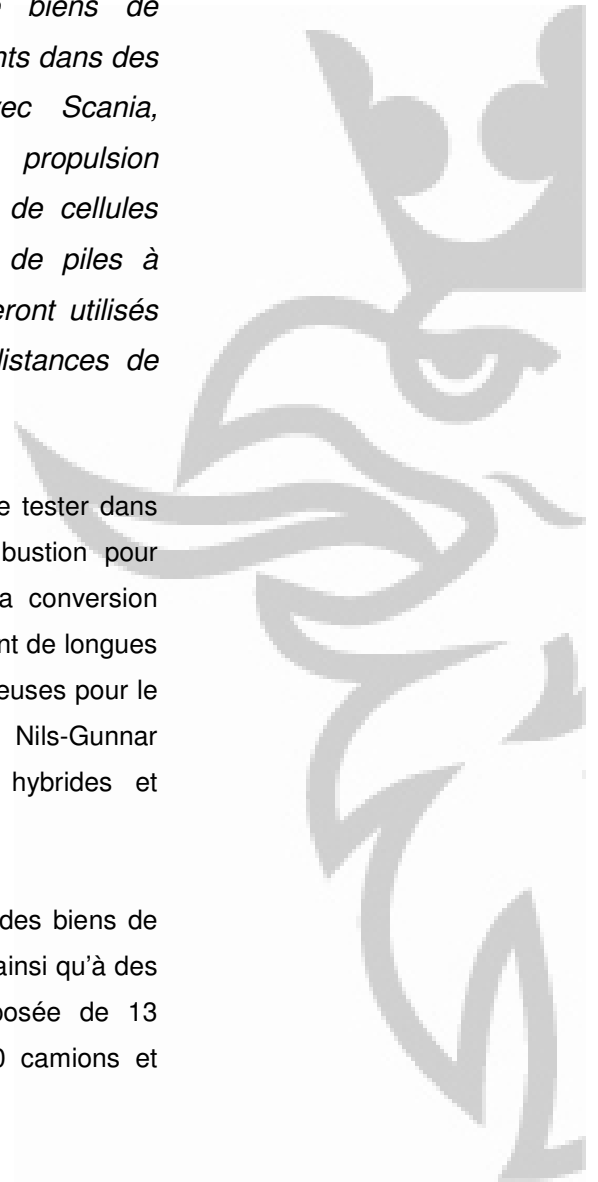 biens de
nts dans des
vec Scania,
propulsion
de cellules
de piles à
eront utilisés
distances de
e tester dans
bustion pour
a conversion
nt de longues
euses pour le
Nils-Gunnar
hybrides et
des biens de
ainsi qu'à des
posée de 13
0 camions et